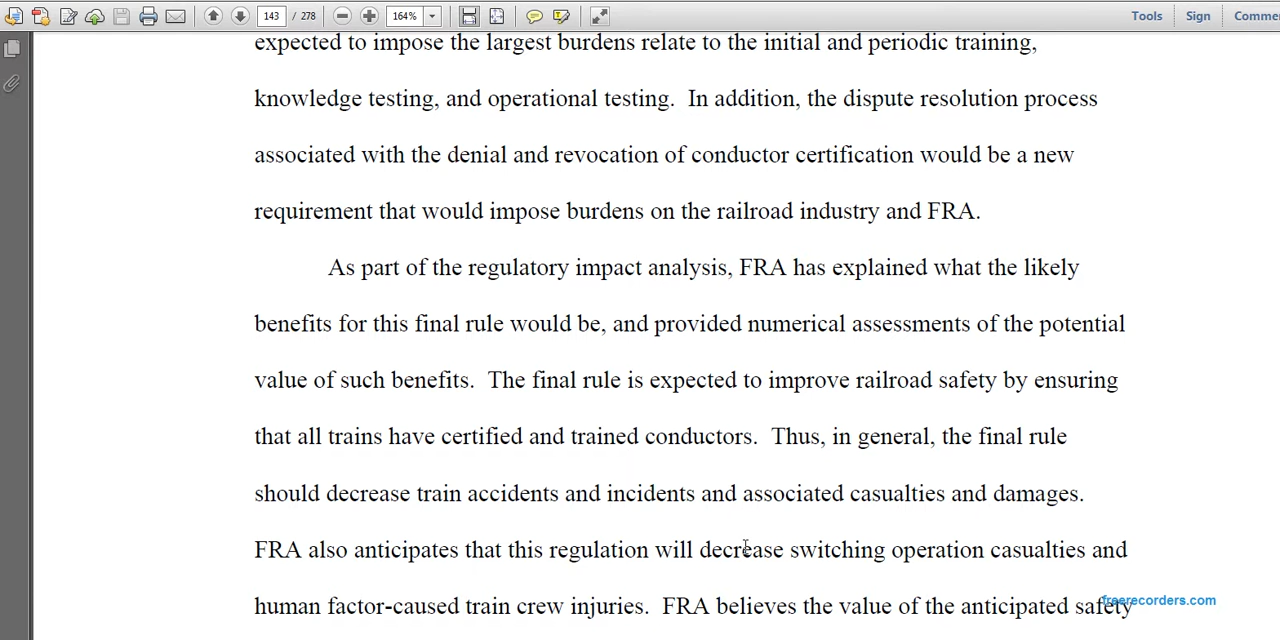 143 / 278 164% Tools Sign Comme
expected to impose the largest burdens relate to the initial and periodic training,
knowledge testing, and operational testing.  In addition, the dispute resolution process
associated with the denial and revocation of conductor certification would be a new
requirement that would impose burdens on the railroad industry and FRA.
As part of the regulatory impact analysis, FRA has explained what the likely
benefits for this final rule would be, and provided numerical assessments of the potential
value of such benefits.  The final rule is expected to improve railroad safety by ensuring
that all trains have certified and trained conductors.  Thus, in general, the final rule
should decrease train accidents and incidents and associated casualties and damages.
FRA also anticipates that this regulation will decrease switching operation casualties and
human factor-caused train crew injuries.  FRA believes the value of the anticipated safety
freerecorders.com